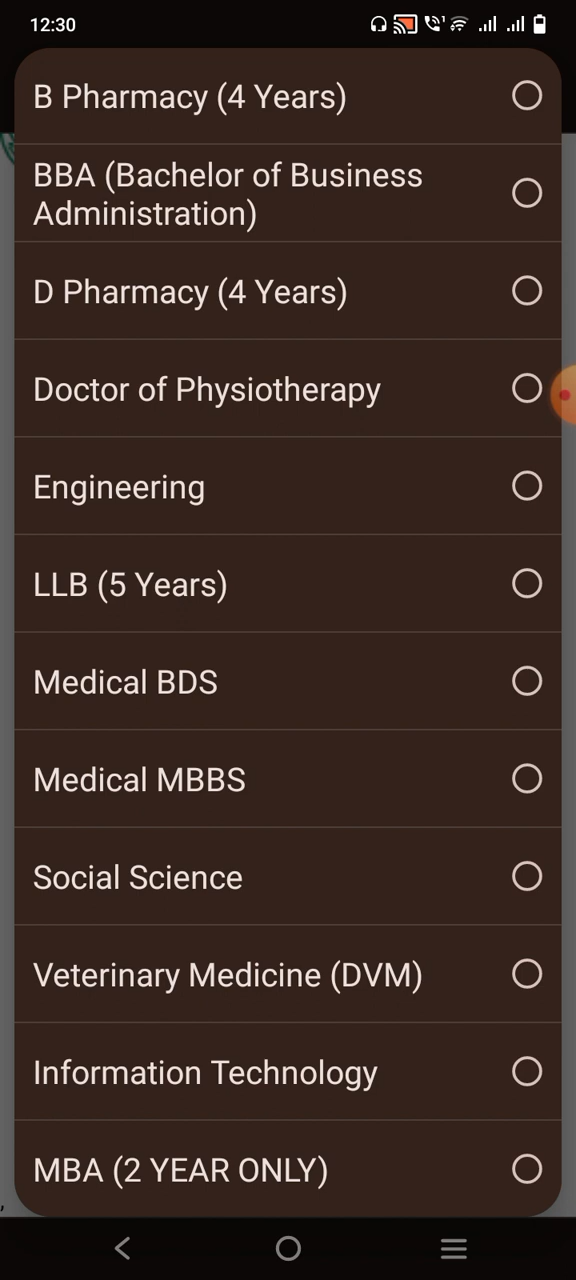 12:30
B Pharmacy (4 Years)
BBA (Bachelor of Business
Administration)
D Pharmacy (4 Years)
Doctor of Physiotherapy
Engineering
LLB (5 Years)
Medical BDS
Medical MBBS
Social Science
Veterinary Medicine (DVM)
Information Technology
MBA (2 YEAR ONLY)